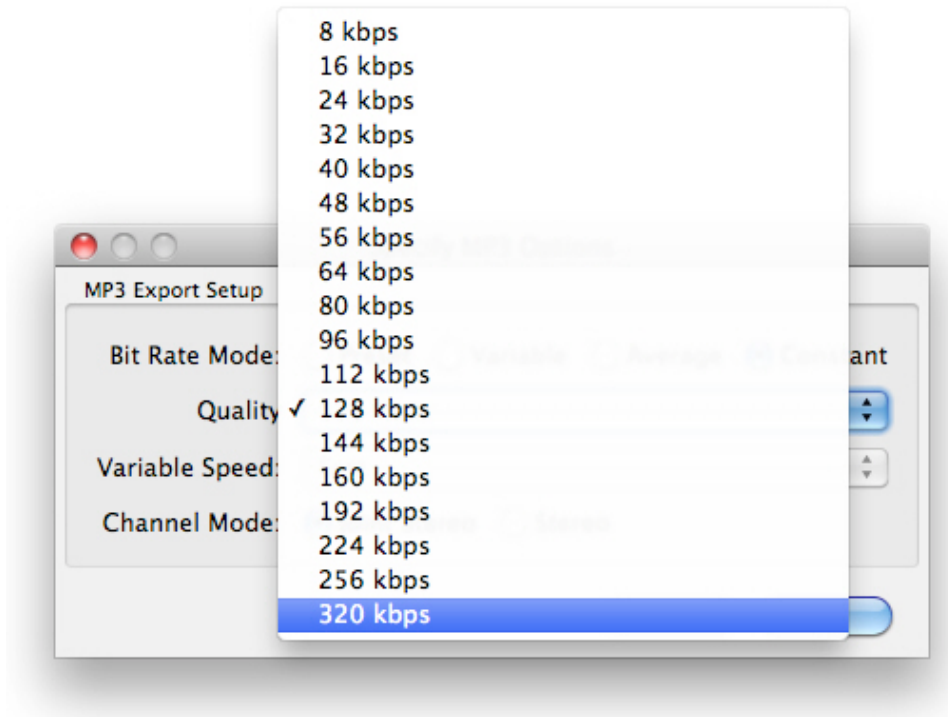 8 kbps
16 kbps
24 kbps
32 kbps
40 kbps
48 kbps
56 kbps
MP3 Options
64 kbps
MP3 Export Setup
80 kbps
96 kbps
Bit Rate Mode: Variable Average Constant
112 kbps
Quality ✓ 128 kbps
144 kbps
Variable Speed:
160 kbps
192 kbps
Channel Mode: Stereo
224 kbps
256 kbps
320 kbps